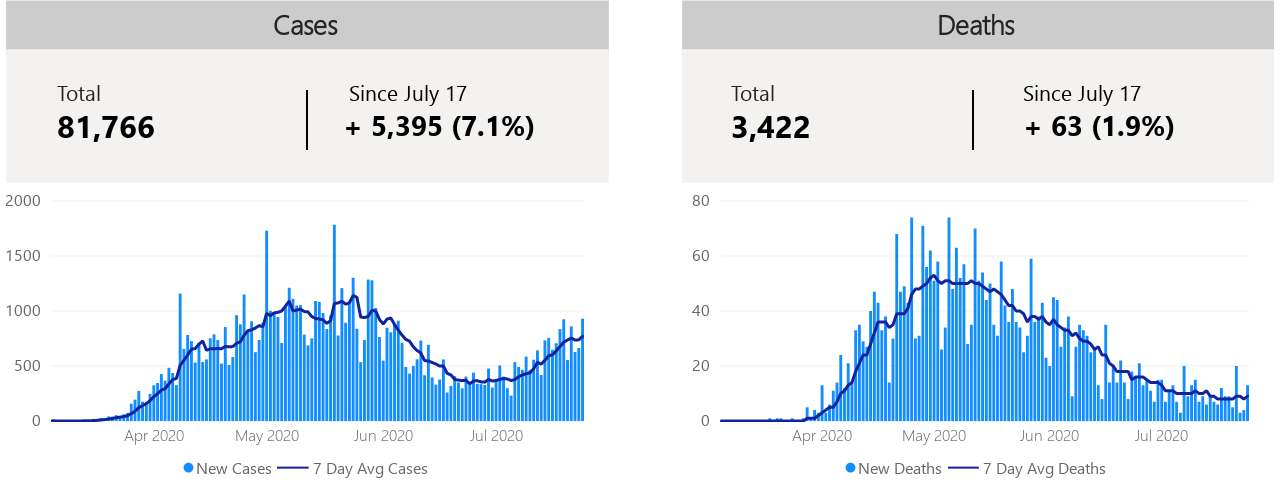 Cases
Total
Since July 17
81,766
+ 5,395 (7.1%)
2000
1500
1000
500
0
Apr 2020 May 2020 Jun 2020 Jul 2020
New Cases 7 Day Avg Cases
Deaths
Total
Since July 17
3,422
+ 63 (1.9%)
80
60
40
20
0
Apr 2020 May 2020 Jun 2020 Jul 2020
New Deaths 7 Day Avg Deaths